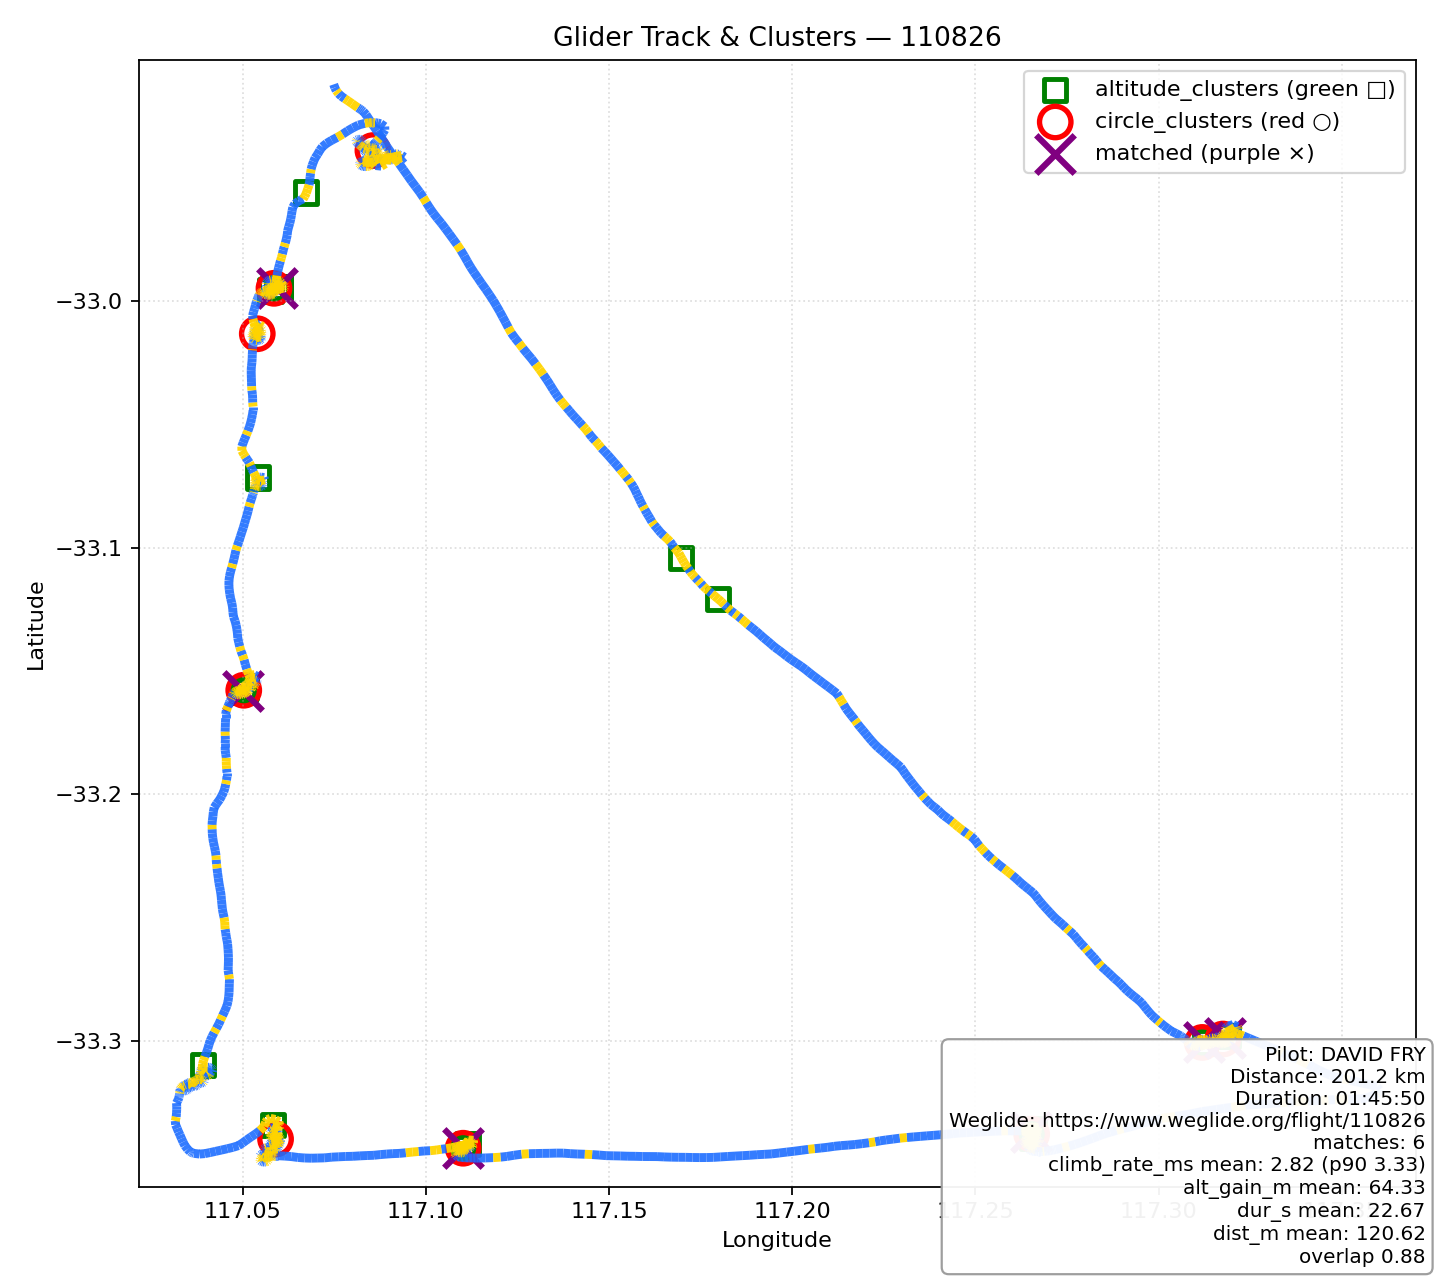 Glider Track & Clusters — 110826
altitude_clusters (green □)
circle_clusters (red ○)
matched (purple ×)
Latitude
−33.0
−33.1
−33.2
−33.3
117.05
117.10
117.15
117.20
117.25
117.30
Longitude
Pilot: DAVID FRY
Distance: 201.2 km
Duration: 01:45:50
Weglide: https://www.weglide.org/flight/110826
matches: 6
climb_rate_ms mean: 2.82 (p90 3.33)
alt_gain_m mean: 64.33
dur_s mean: 22.67
dist_m mean: 120.62
overlap 0.88